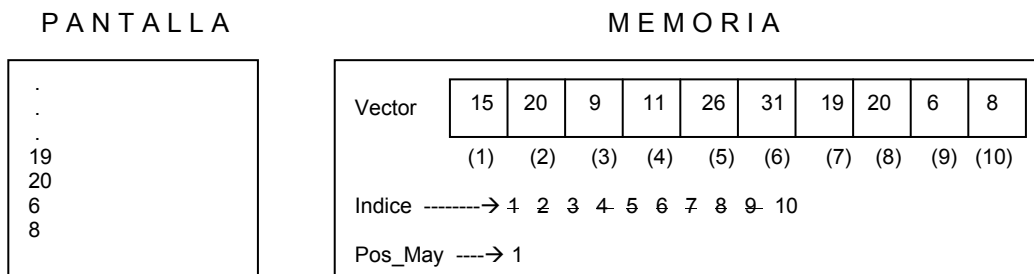 P A N T A L L A
M E M O R I A
.
.
.
19
20
6
8
Vector 15 20 9 11 26 31 19 20 6 8
(1) (2) (3) (4) (5) (6) (7) (8) (9) (10)
Indice --------→ 1 2 3 4 5 6 7 8 9 10
Pos_May ----→ 1